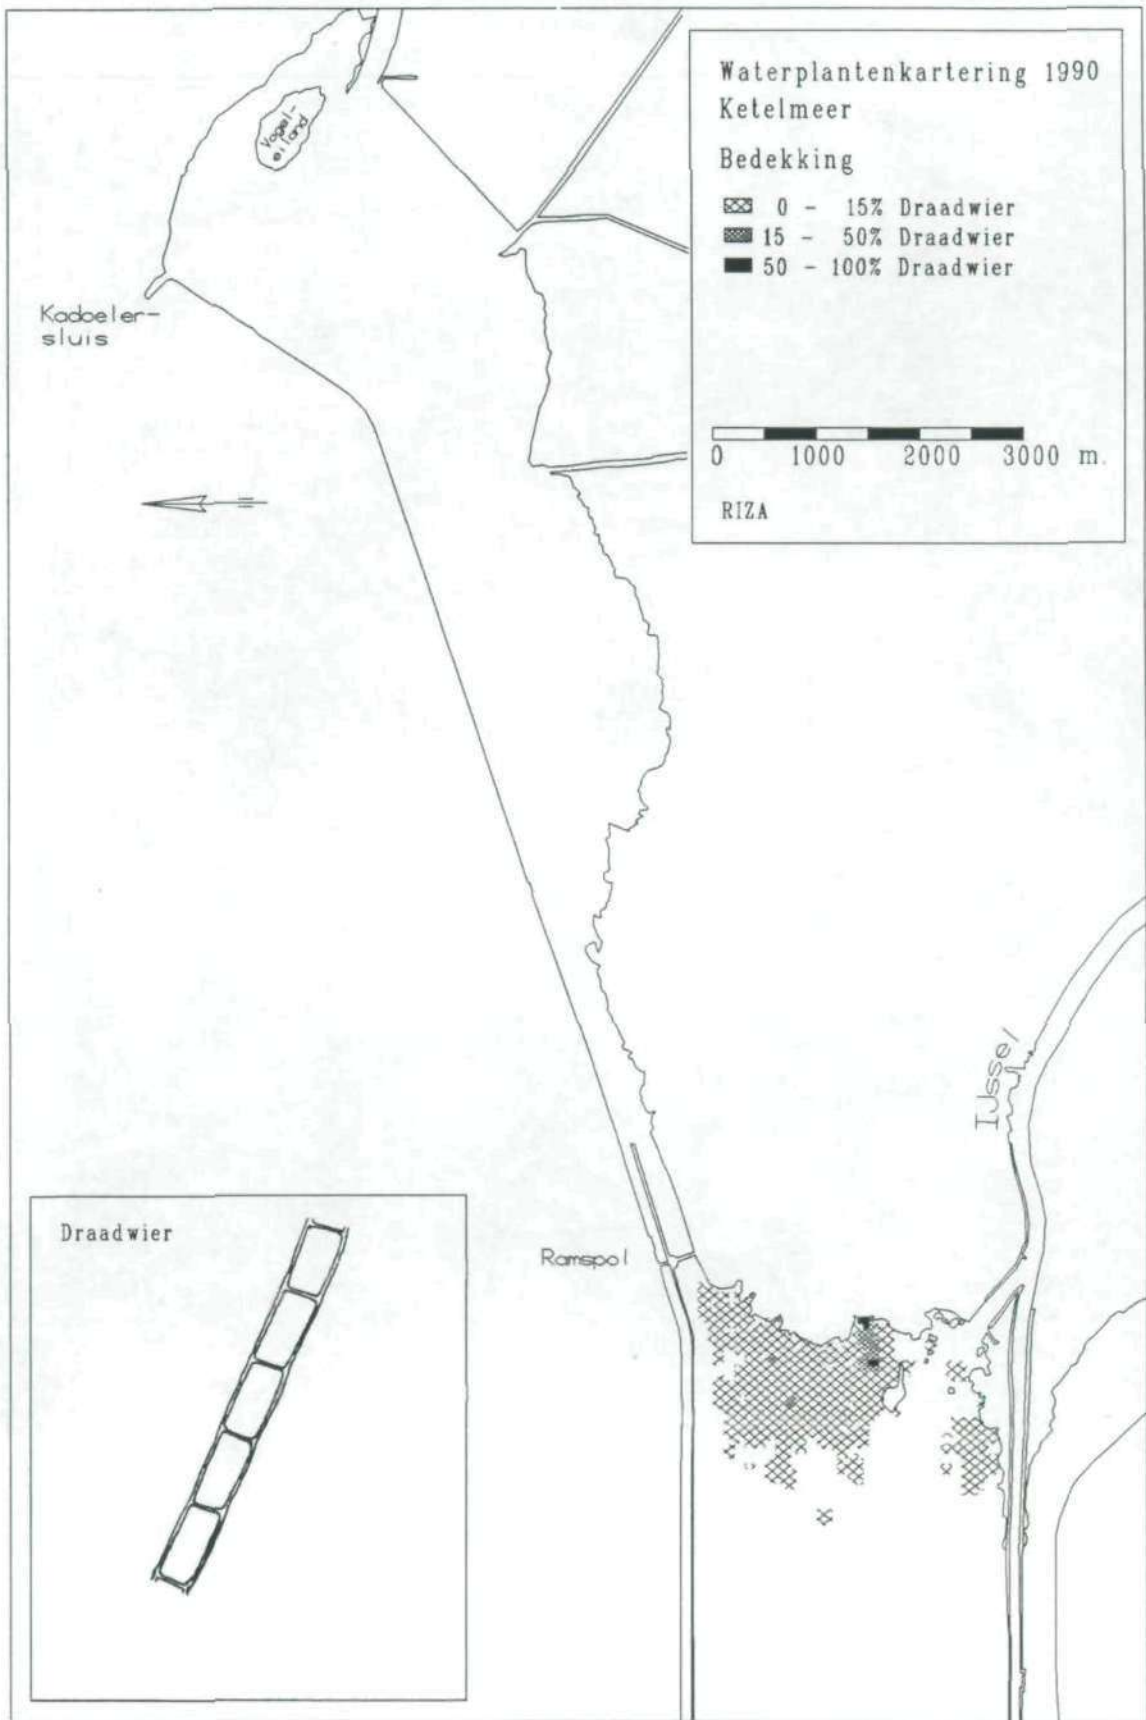 Waterplantenkartering 1990
Ketelmeer
Bedekking
0 - 15% Draadwier
15 - 50% Draadwier
50 - 100% Draadwier
0 1000 2000 3000 m.
RIZA
Vogel-
eiland
Kadoeler-
sluis
IJssel
Ramspol
Draadwier